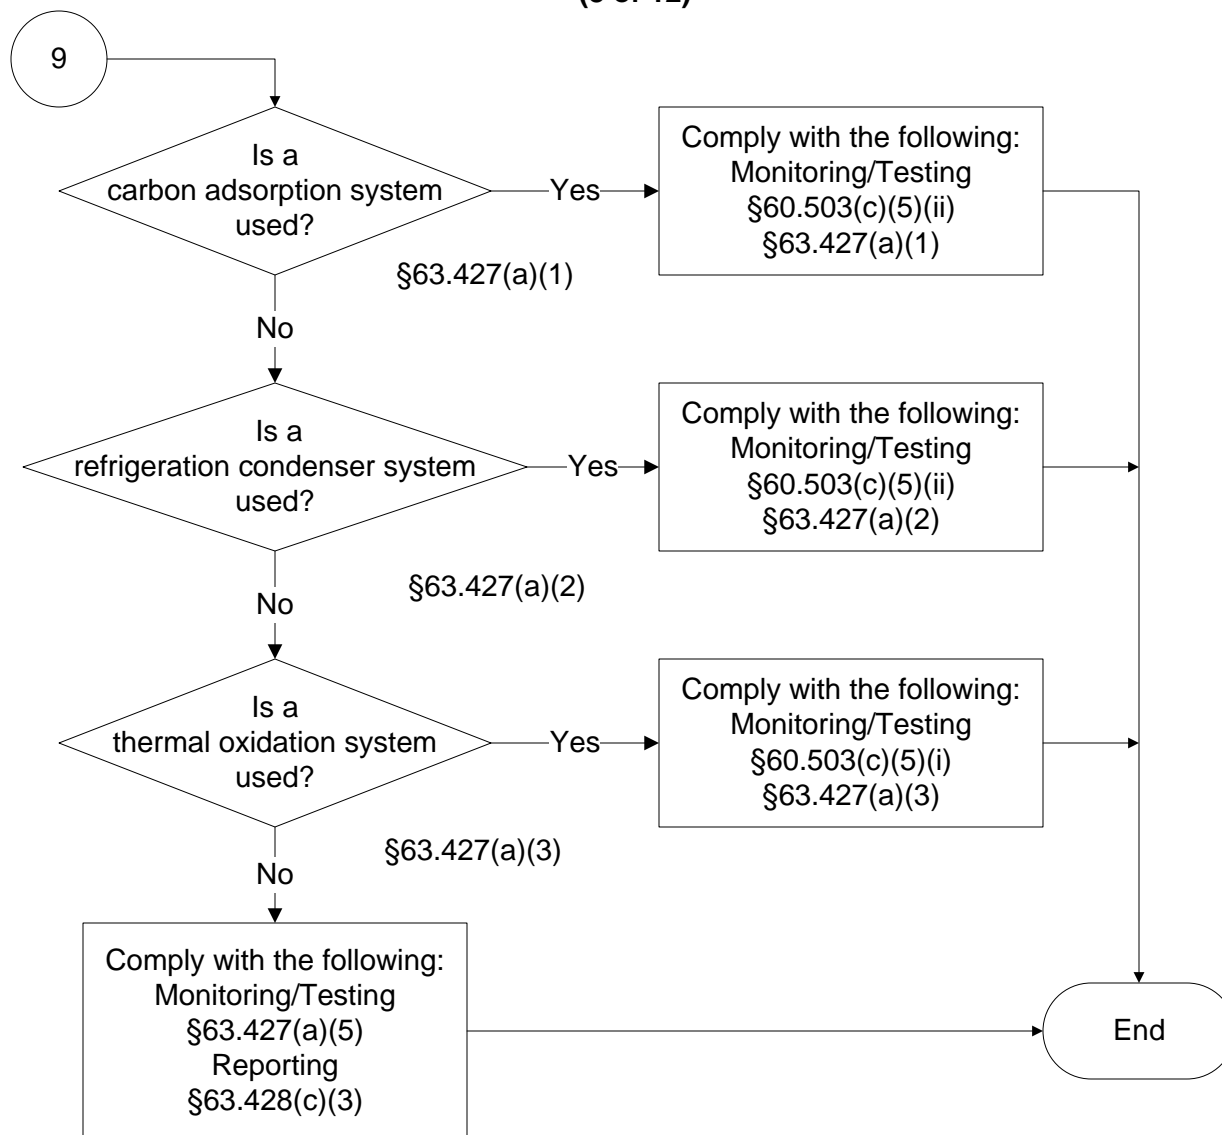 9
Is a
carbon adsorption system
used?
Yes
Comply with the following:
Monitoring/Testing
§60.503(c)(5)(ii)
§63.427(a)(1)
§63.427(a)(1)
No
Is a
refrigeration condenser system
used?
Yes
Comply with the following:
Monitoring/Testing
§60.503(c)(5)(ii)
§63.427(a)(2)
§63.427(a)(2)
No
Is a
thermal oxidation system
used?
Yes
Comply with the following:
Monitoring/Testing
§60.503(c)(5)(i)
§63.427(a)(3)
§63.427(a)(3)
No
Comply with the following:
Monitoring/Testing
§63.427(a)(5)
Reporting
§63.428(c)(3)
End